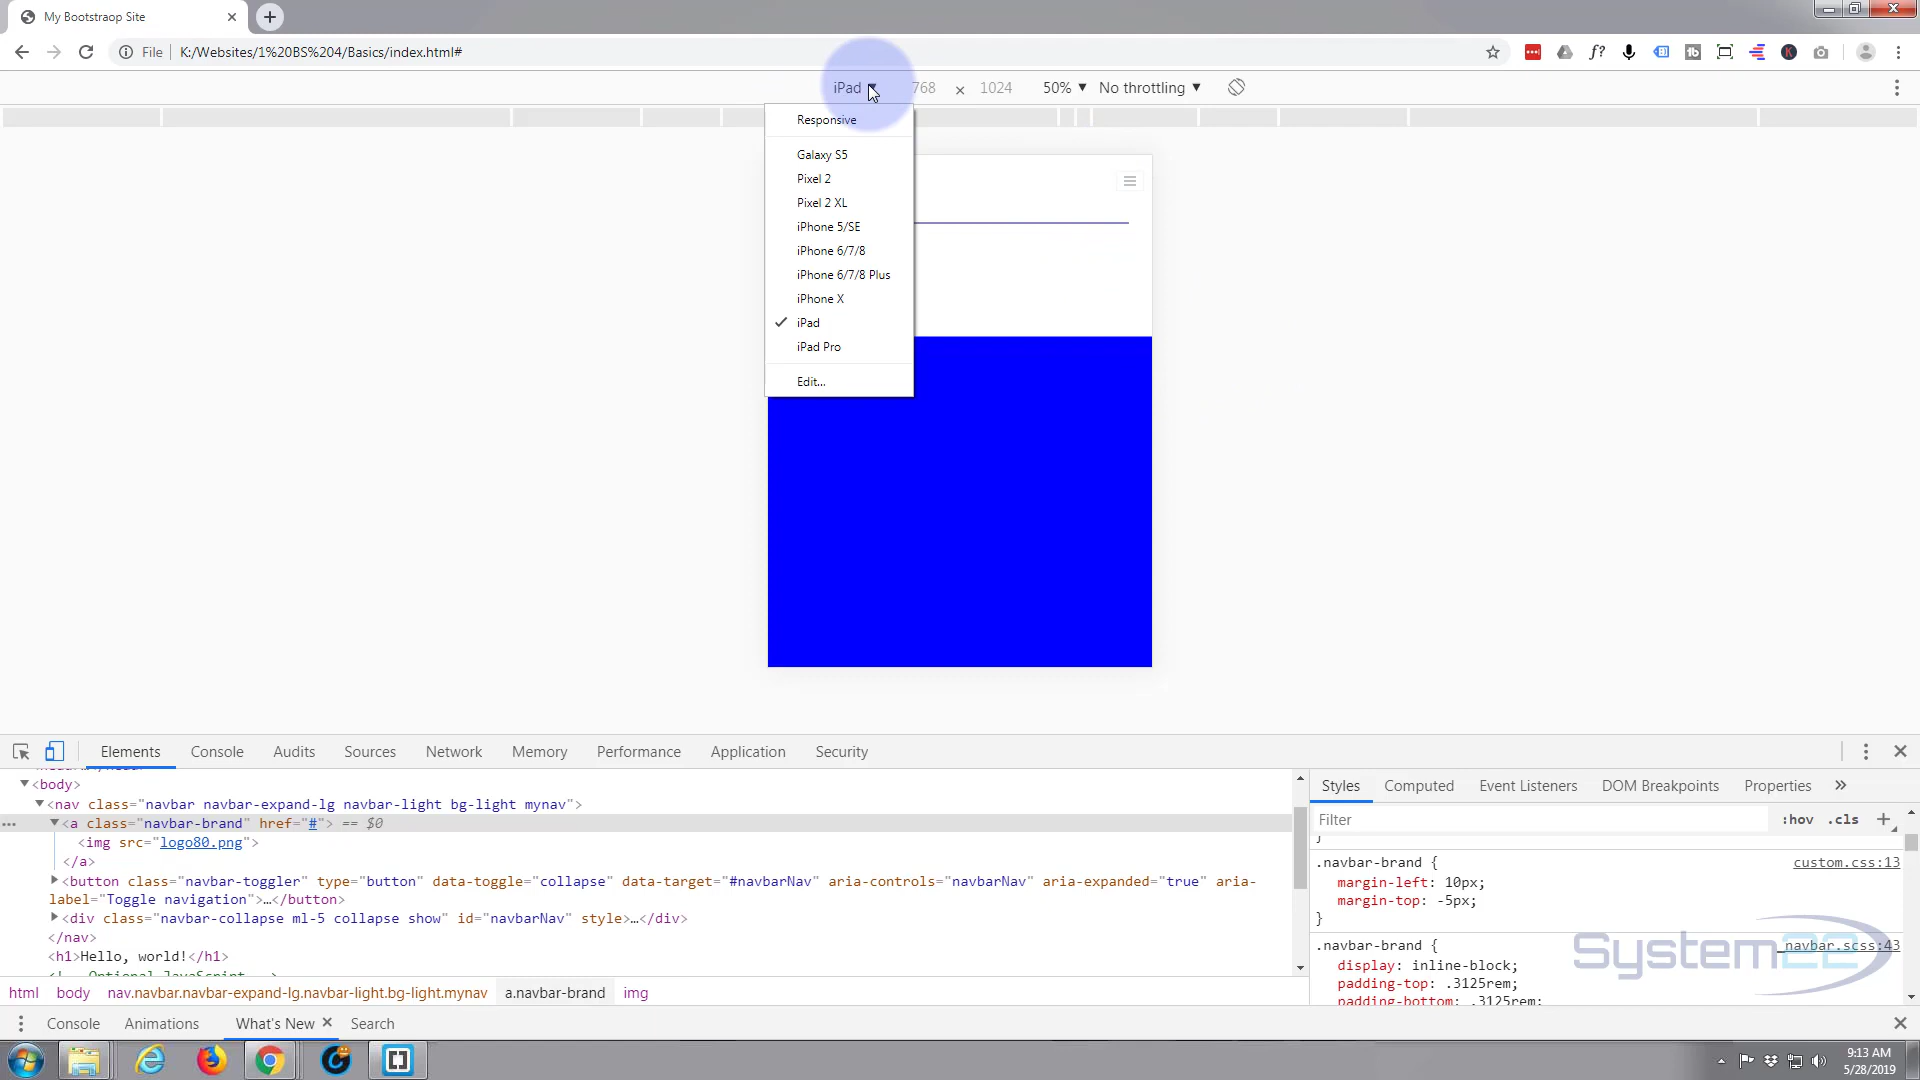 My Bootstraop Site
File
K:/Websites/1%20BS%204/Basics/index.html#
iPad
768 × 1024
50%
No throttling
Responsive
Galaxy S5
Pixel 2
Pixel 2 XL
iPhone 5/SE
iPhone 6/7/8
iPhone 6/7/8 Plus
iPhone X
iPad
iPad Pro
Edit...
Elements
Console
Audits
Sources
Network
Memory
Performance
Application
Security
<body>
<nav class="navbar navbar-expand-lg navbar-light bg-light mynav">
<a class="navbar-brand" href="#"> == $0
<img src="logo80.png">
</a>
<button class="navbar-toggler" type="button" data-toggle="collapse" data-target="#navbarNav" aria-controls="navbarNav" aria-expanded="true" aria-
label="Toggle navigation">…</button>
<div class="navbar-collapse ml-5 collapse show" id="navbarNav" style>…</div>
</nav>
<h1>Hello, world!</h1>
<!-- Optional JavaScript -->
html body nav.navbar.navbar-expand-lg.navbar-light.bg-light.mynav a.navbar-brand img
Styles
Computed
Event Listeners
DOM Breakpoints
Properties
Filter
:hov .cls
}
.navbar-brand {
custom.css:13
margin-left: 10px;
margin-top: -5px;
}
.navbar-brand {
_navbar.scss:43
display: inline-block;
padding-top: .3125rem;
padding-bottom: .3125rem;
System22
Console
Animations
What's New
Search
9:13 AM
5/28/2019